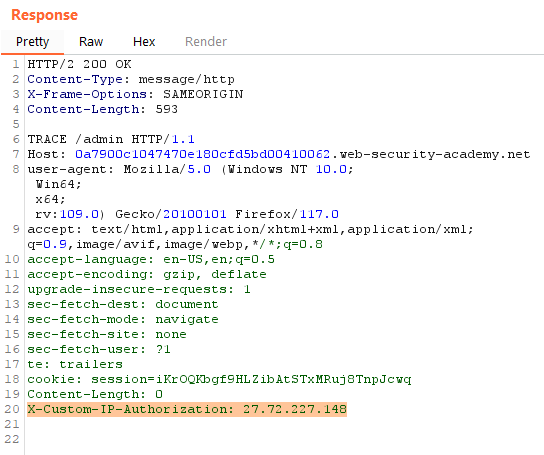 Response
Pretty Raw Hex Render
1 HTTP/2 200 OK
2 Content-Type: message/http
3 X-Frame-Options: SAMEORIGIN
4 Content-Length: 593
5
6 TRACE /admin HTTP/1.1
7 Host: 0a7900c1047470e180cfd5bd00410062.web-security-academy.net
8 user-agent: Mozilla/5.0 (Windows NT 10.0;
Win64;
x64;
rv:109.0) Gecko/20100101 Firefox/117.0
9 accept: text/html,application/xhtml+xml,application/xml;
q=0.9,image/avif,image/webp,*/*;q=0.8
10 accept-language: en-US,en;q=0.5
11 accept-encoding: gzip, deflate
12 upgrade-insecure-requests: 1
13 sec-fetch-dest: document
14 sec-fetch-mode: navigate
15 sec-fetch-site: none
16 sec-fetch-user: ?1
17 te: trailers
18 cookie: session=iKrOQKbgf9HLZibAtSTxMRuj8TnpJcwq
19 Content-Length: 0
20 X-Custom-IP-Authorization: 27.72.227.148
21
22